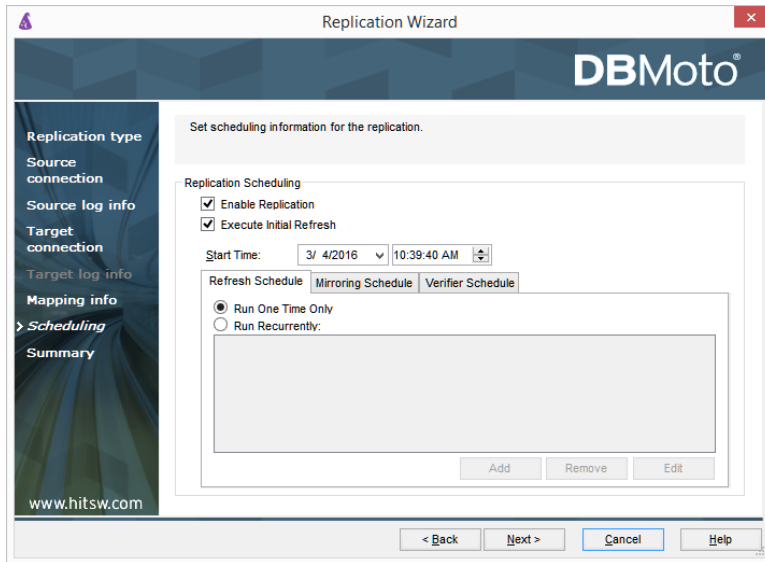 Replication Wizard
DBMoto®
Replication type
Source
connection
Source log info
Target
connection
Target log info
Mapping info
Scheduling
Summary
www.hitsw.com
Set scheduling information for the replication.
Replication Scheduling
Enable Replication
Execute Initial Refresh
Start Time: 3/ 4/2016 10:39:40 AM
Refresh Schedule Mirroring Schedule Verifier Schedule
Run One Time Only
Run Recurrently:
Add Remove Edit
< Back Next > Cancel Help